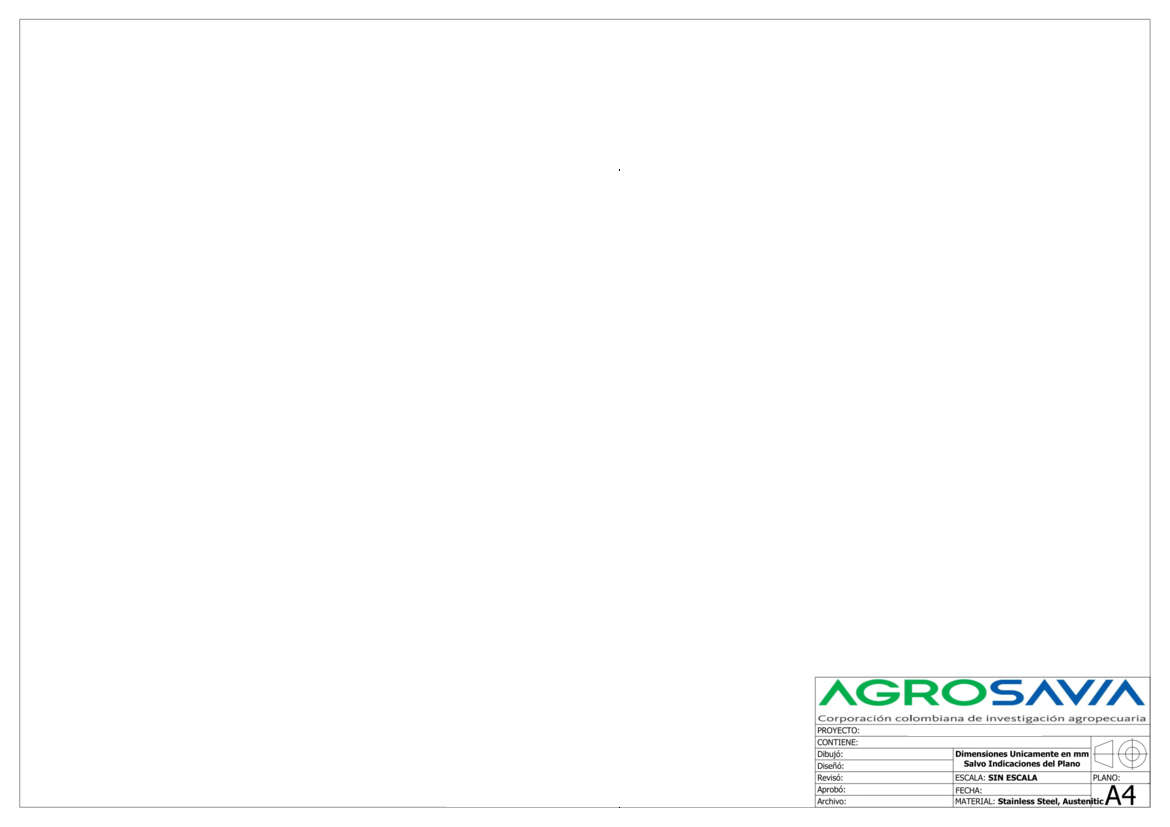 AGROSAVIA
Corporación colombiana de investigación agropecuaria
PROYECTO:
CONTIENE:
Dibujó:
Diseñó:
Revisó:
Aprobó:
Archivo:
Dimensiones Unicamente en mm
Salvo Indicaciones del Plano
ESCALA: SIN ESCALA
FECHA:
MATERIAL: Stainless Steel, Austenitic
PLANO:
A4